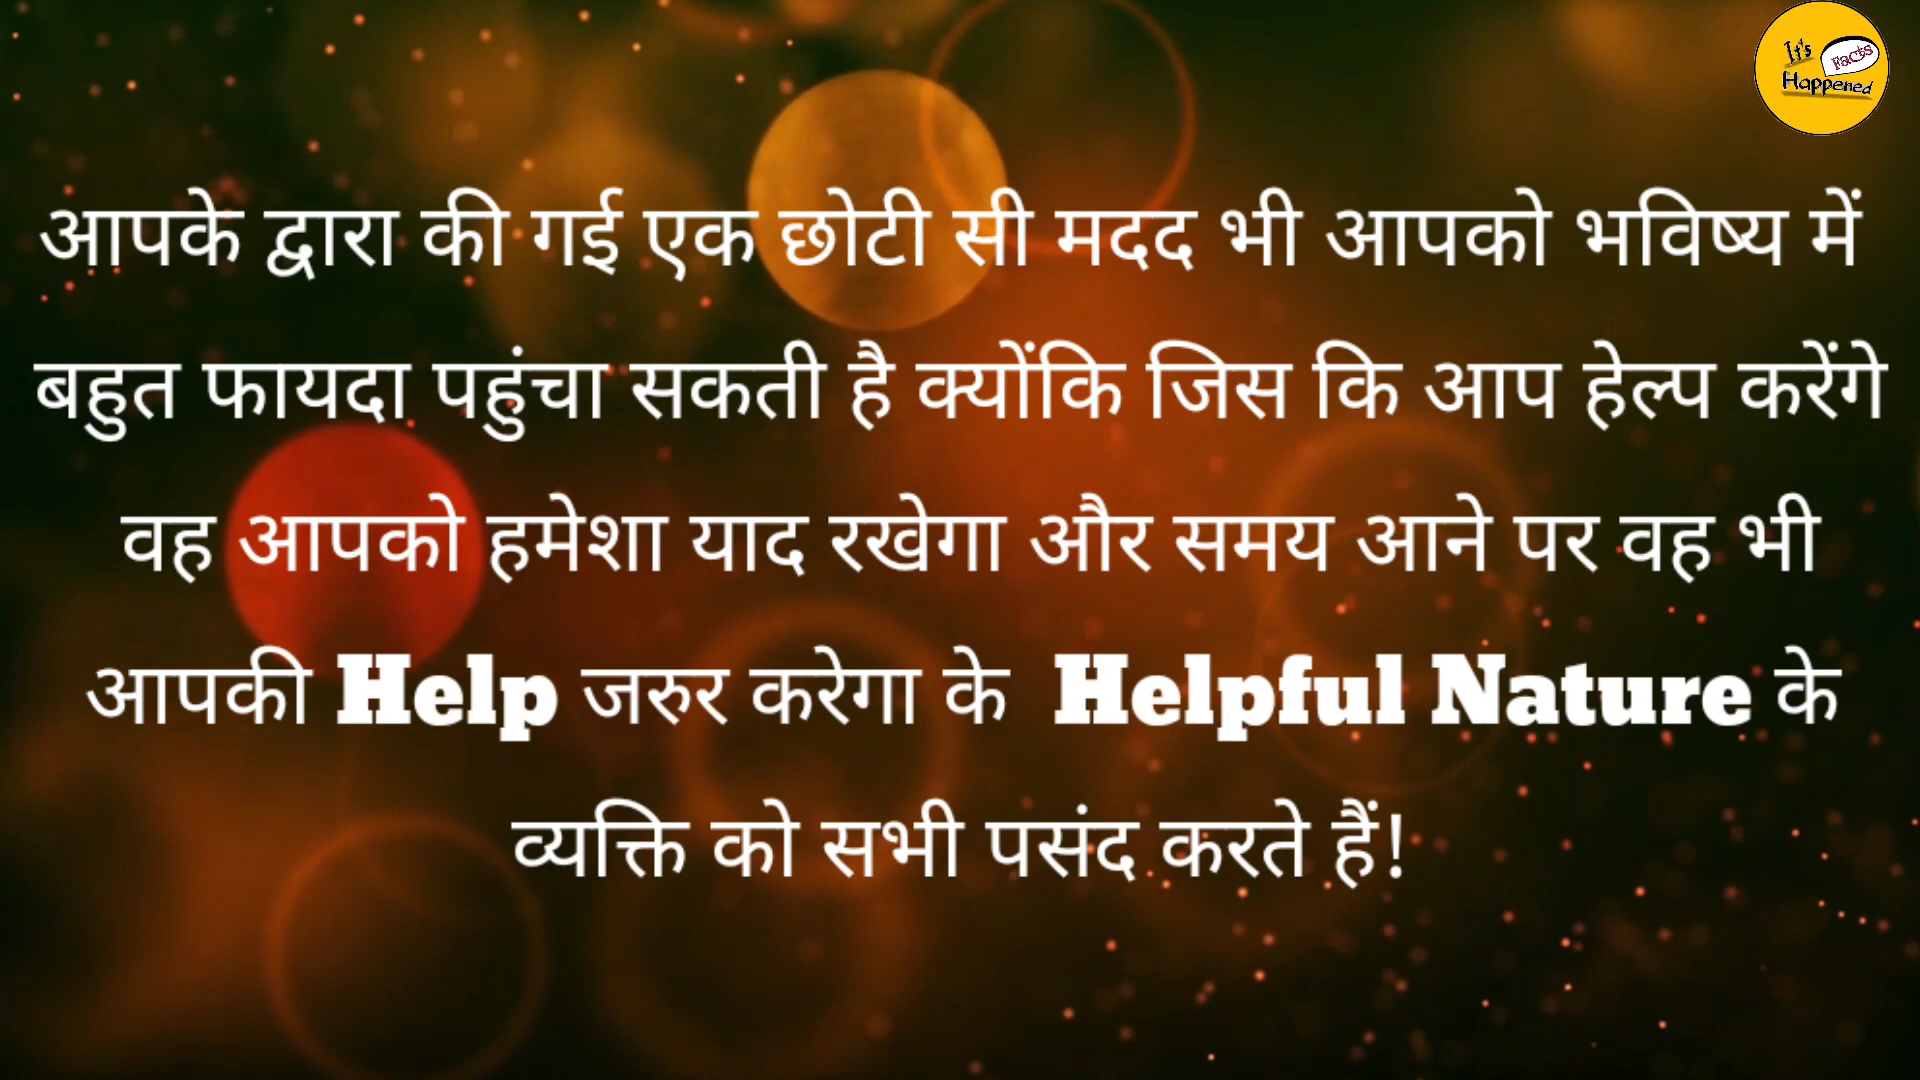 It's Facts
Happened
आपके द्वारा की गई एक छोटी सी मदद भी आपको भविष्य में
बहुत फायदा पहुंचा सकती है क्योंकि जिस कि आप हेल्प करेंगे
वह आपको हमेशा याद रखेगा और समय आने पर वह भी
आपकी Help जरुर करेगा के Helpful Nature के
व्यक्ति को सभी पसंद करते हैं!